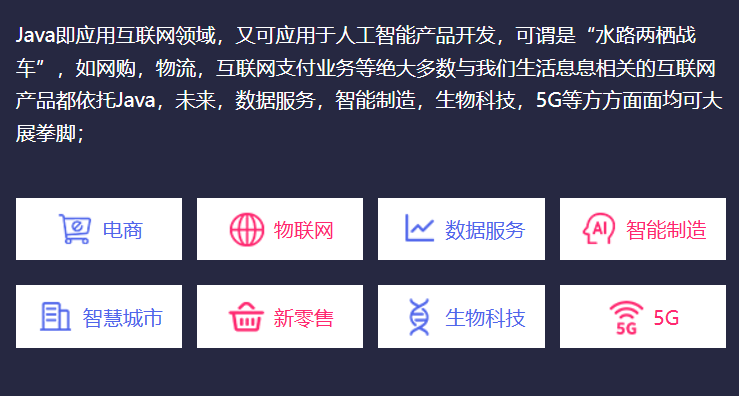 Java即应用互联网领域，又可应用于人工智能产品开发，可谓是“水路两栖战
车”，如网购，物流，互联网支付业务等绝大多数与我们生活息息相关的互联网
产品都依托Java，未来，数据服务，智能制造，生物科技，5G等方方面面均可大
展拳脚；
电商
物联网
数据服务
AI 智能制造
智慧城市
新零售
生物科技
5G 5G